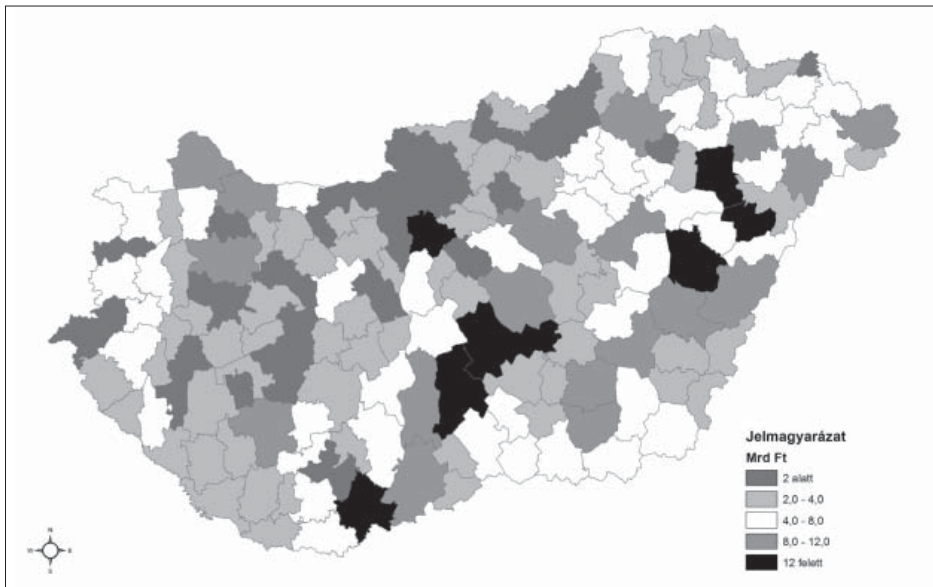 Jelmagyarázat
Mrd Ft
2 alatt
2,0 - 4,0
4,0 - 8,0
8,0 - 12,0
12 felett
N
W E
S